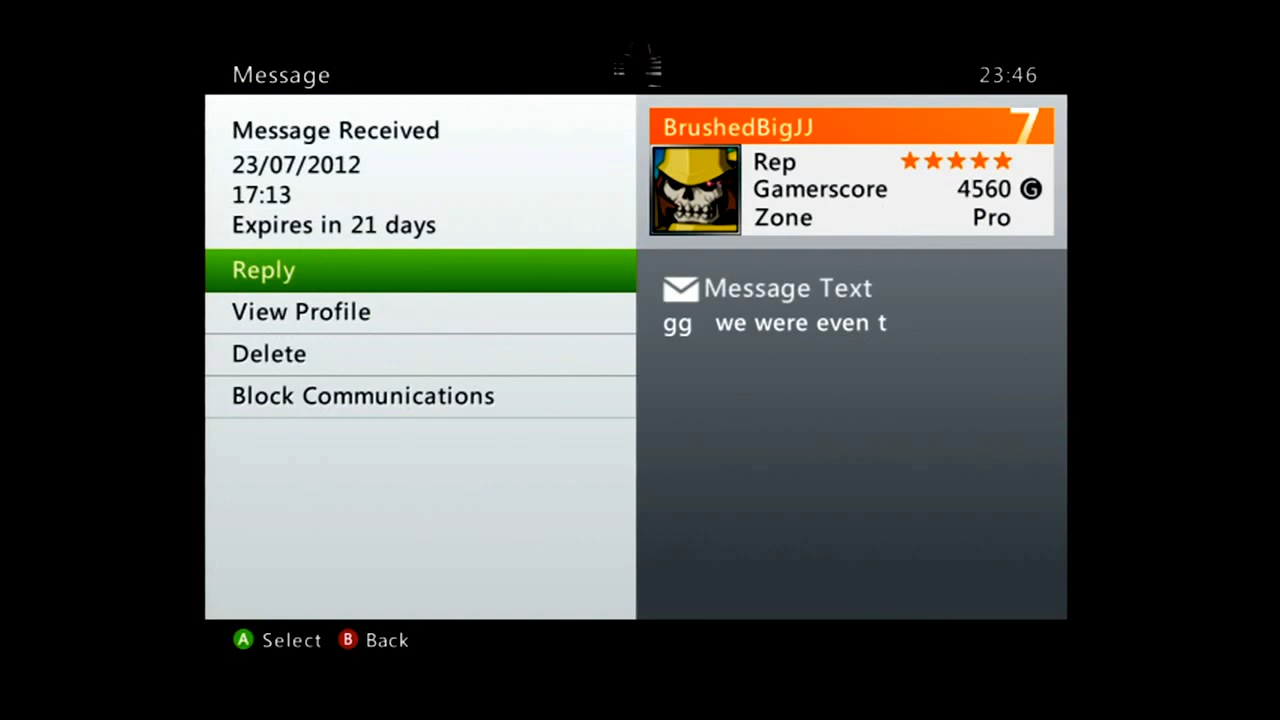 Message
23:46
Message Received
23/07/2012
17:13
Expires in 21 days
Reply
View Profile
Delete
Block Communications
BrushedBigJJ
7
Rep
Gamerscore 4560 G
Zone Pro
Message Text
gg we were even t
A Select B Back